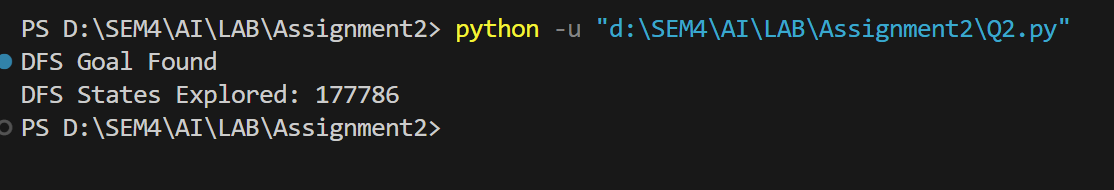 PS D:\SEM4\AI\LAB\Assignment2> python -u "d:\SEM4\AI\LAB\Assignment2\Q2.py"
DFS Goal Found
DFS States Explored: 177786
PS D:\SEM4\AI\LAB\Assignment2>